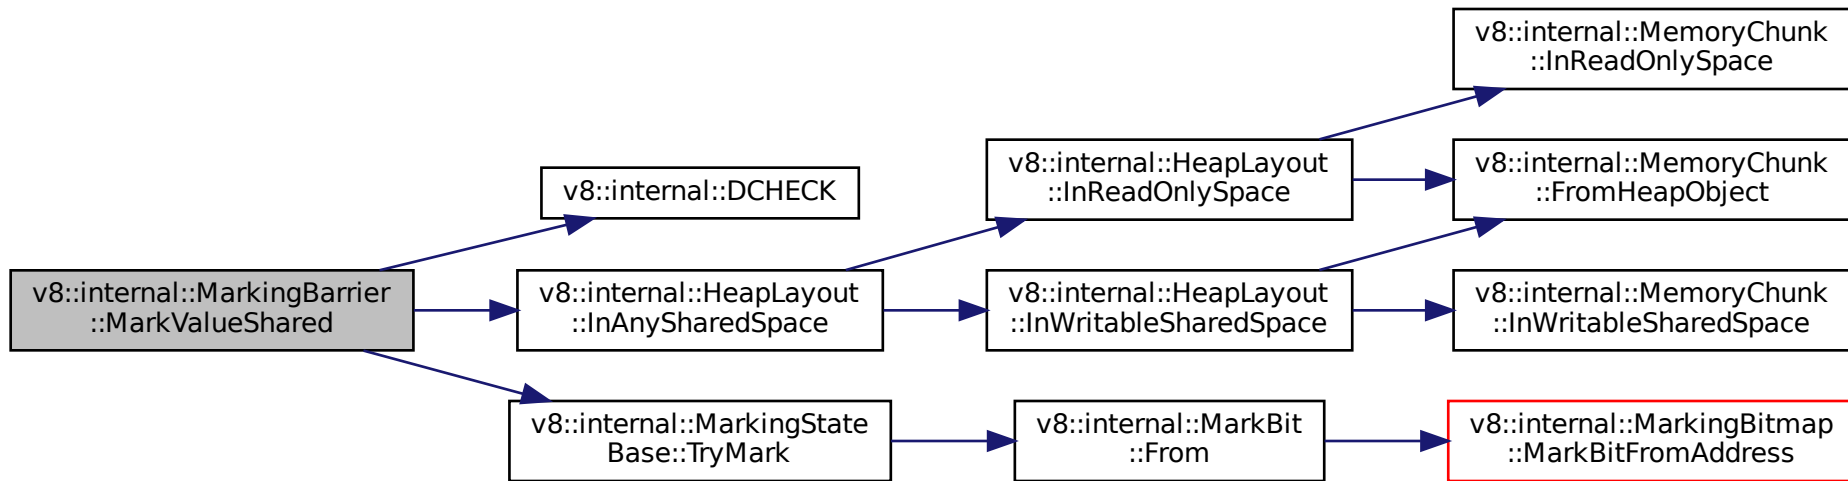 v8::internal::MarkingBarrier
::MarkValueShared
v8::internal::DCHECK
v8::internal::HeapLayout
::InAnySharedSpace
v8::internal::MarkingState
Base::TryMark
v8::internal::HeapLayout
::InReadOnlySpace
v8::internal::HeapLayout
::InWritableSharedSpace
v8::internal::MarkBit
::From
v8::internal::MemoryChunk
::InReadOnlySpace
v8::internal::MemoryChunk
::FromHeapObject
v8::internal::MemoryChunk
::InWritableSharedSpace
v8::internal::MarkingBitmap
::MarkBitFromAddress